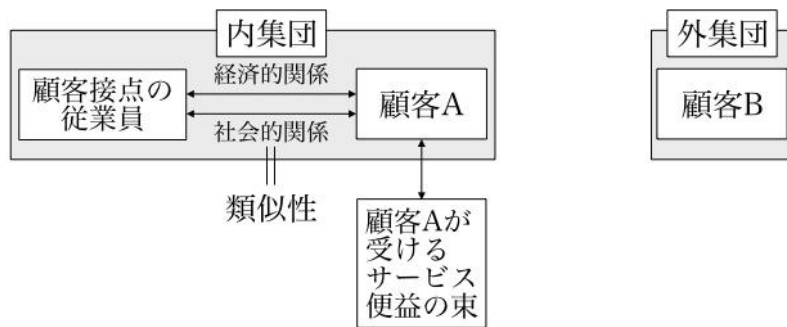 内集団
外集団
顧客接点の
従業員
経済的関係
社会的関係
顧客A
顧客B
類似性
顧客Aが
受ける
サービス
便益の束